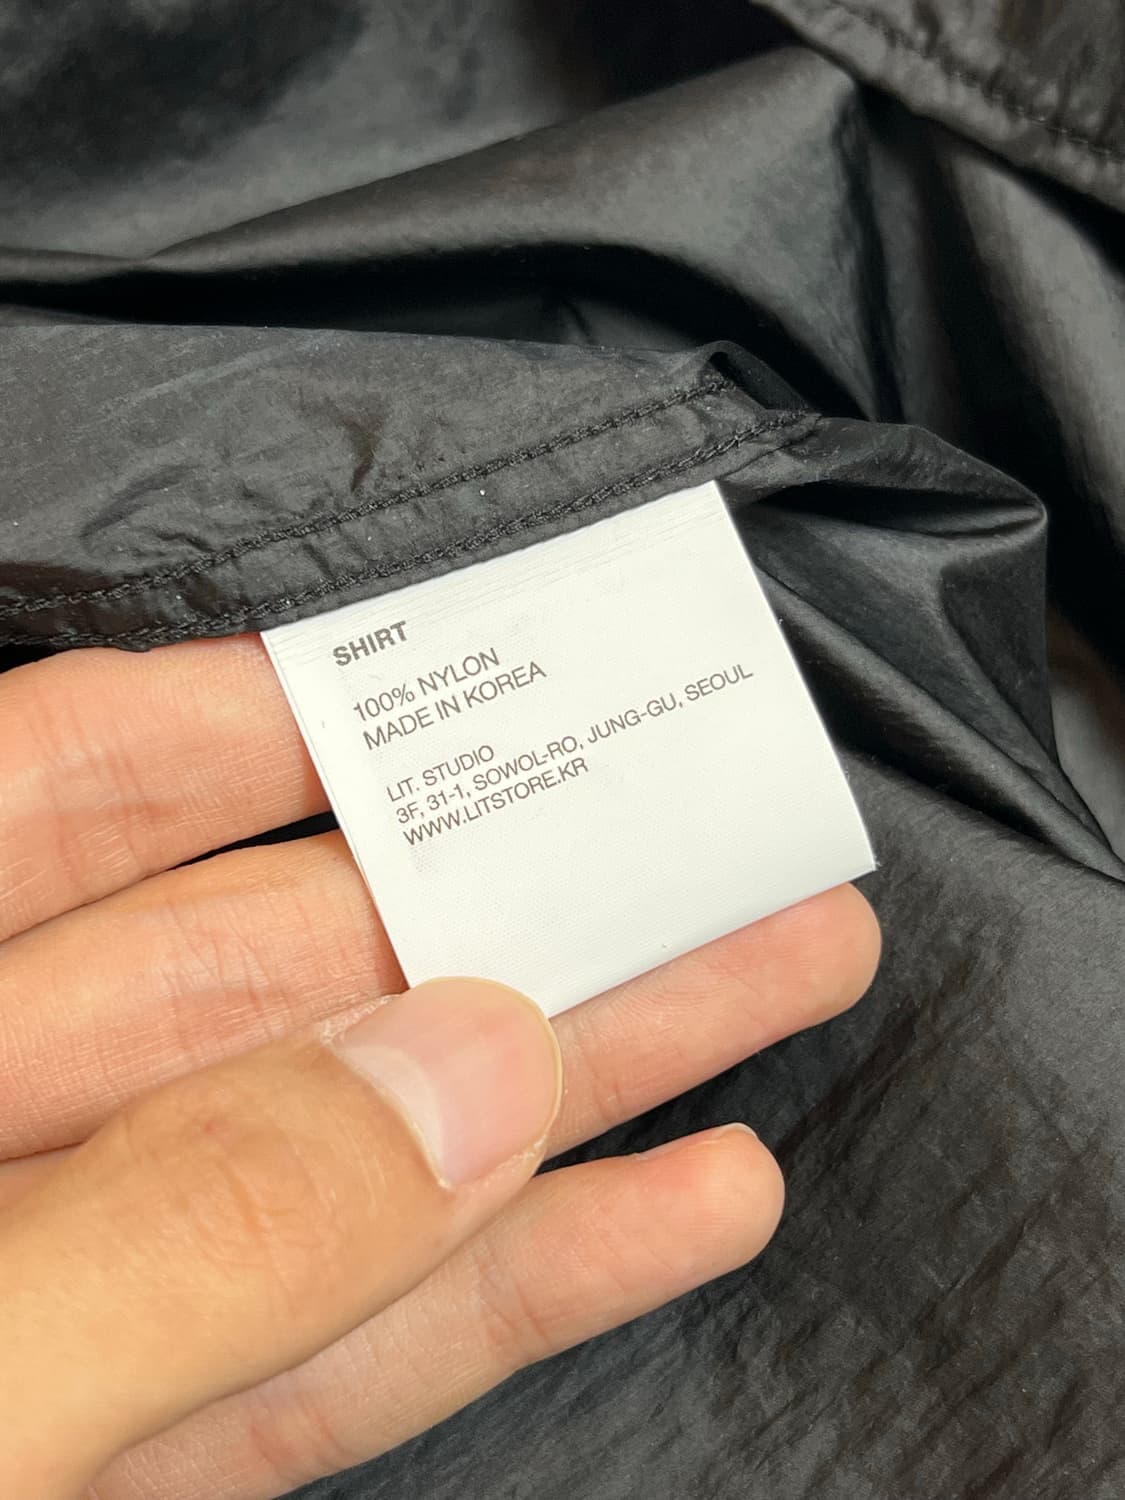 SHIRT
100% NYLON
MADE IN KOREA
LIT. STUDIO
3F, 31-1, SOWOL-RO, JUNG-GU, SEOUL
WWW.LITSTORE.KR